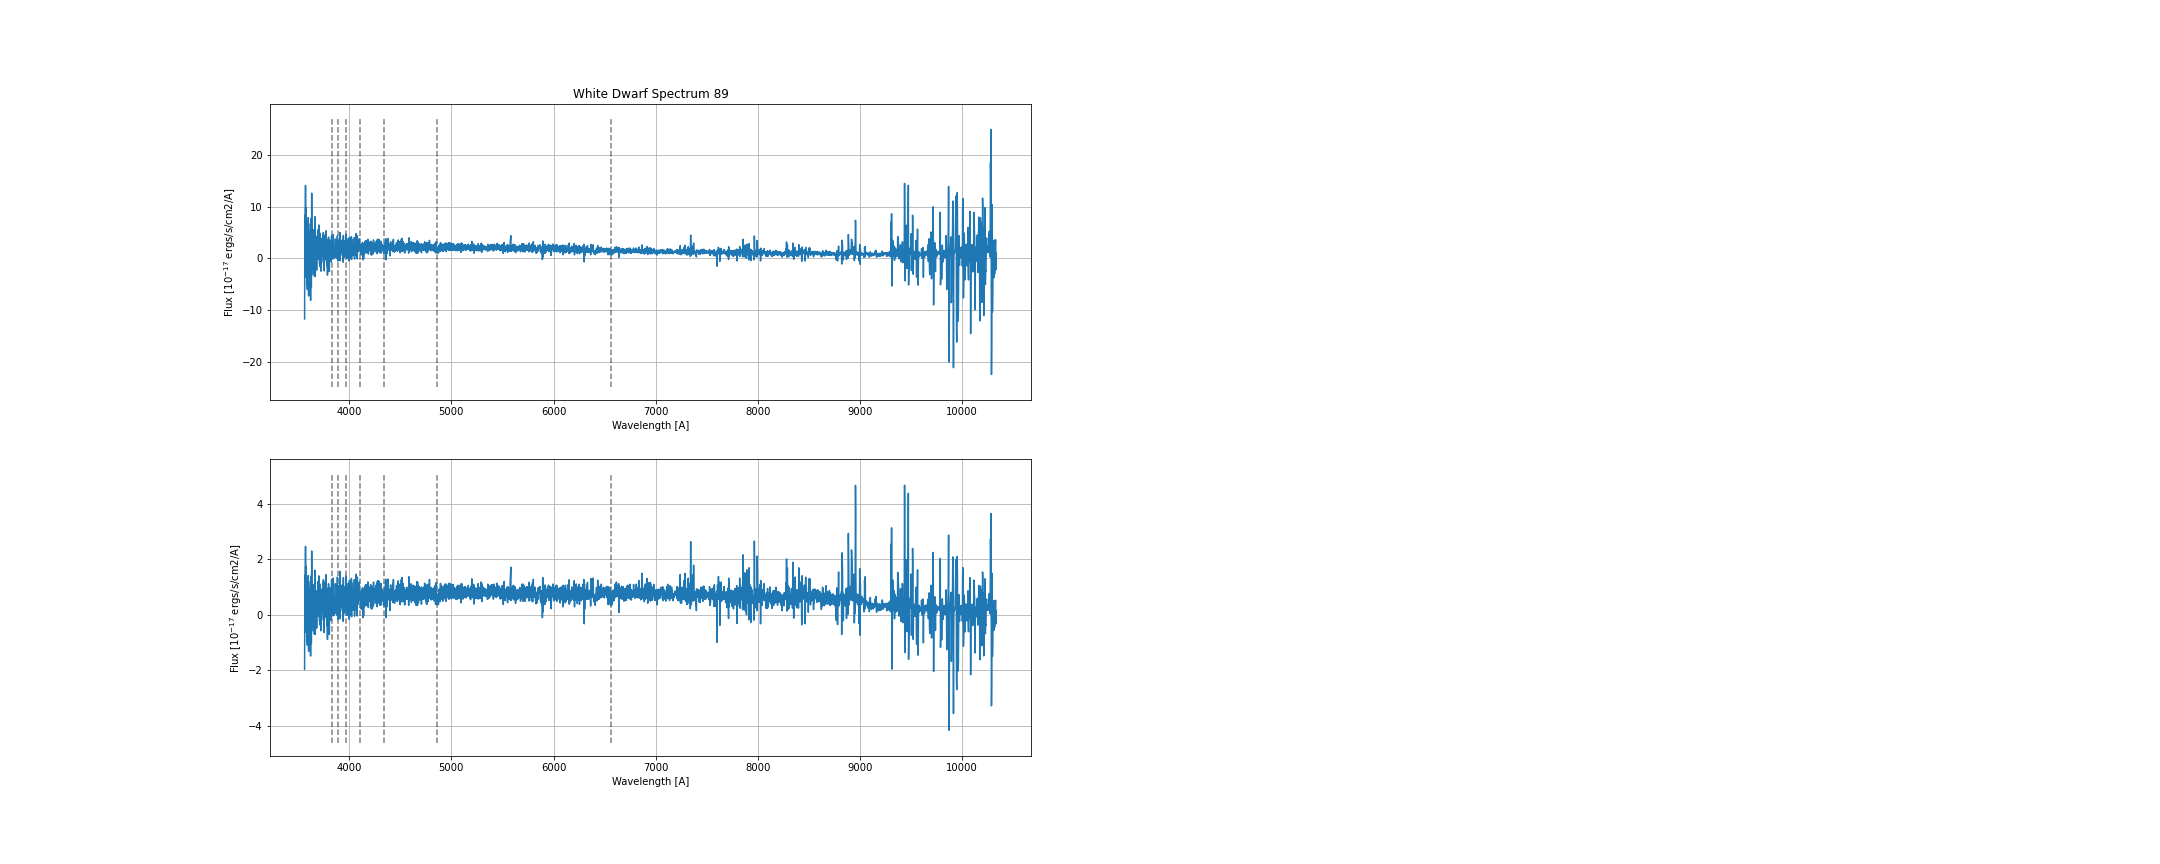 White Dwarf Spectrum 89
Flux [10⁻¹⁷ ergs/s/cm2/A]
20
10
0
−10
−20
4000 5000 6000 7000 8000 9000 10000
Wavelength [A]
Flux [10⁻¹⁷ ergs/s/cm2/A]
4
2
0
−2
−4
4000 5000 6000 7000 8000 9000 10000
Wavelength [A]